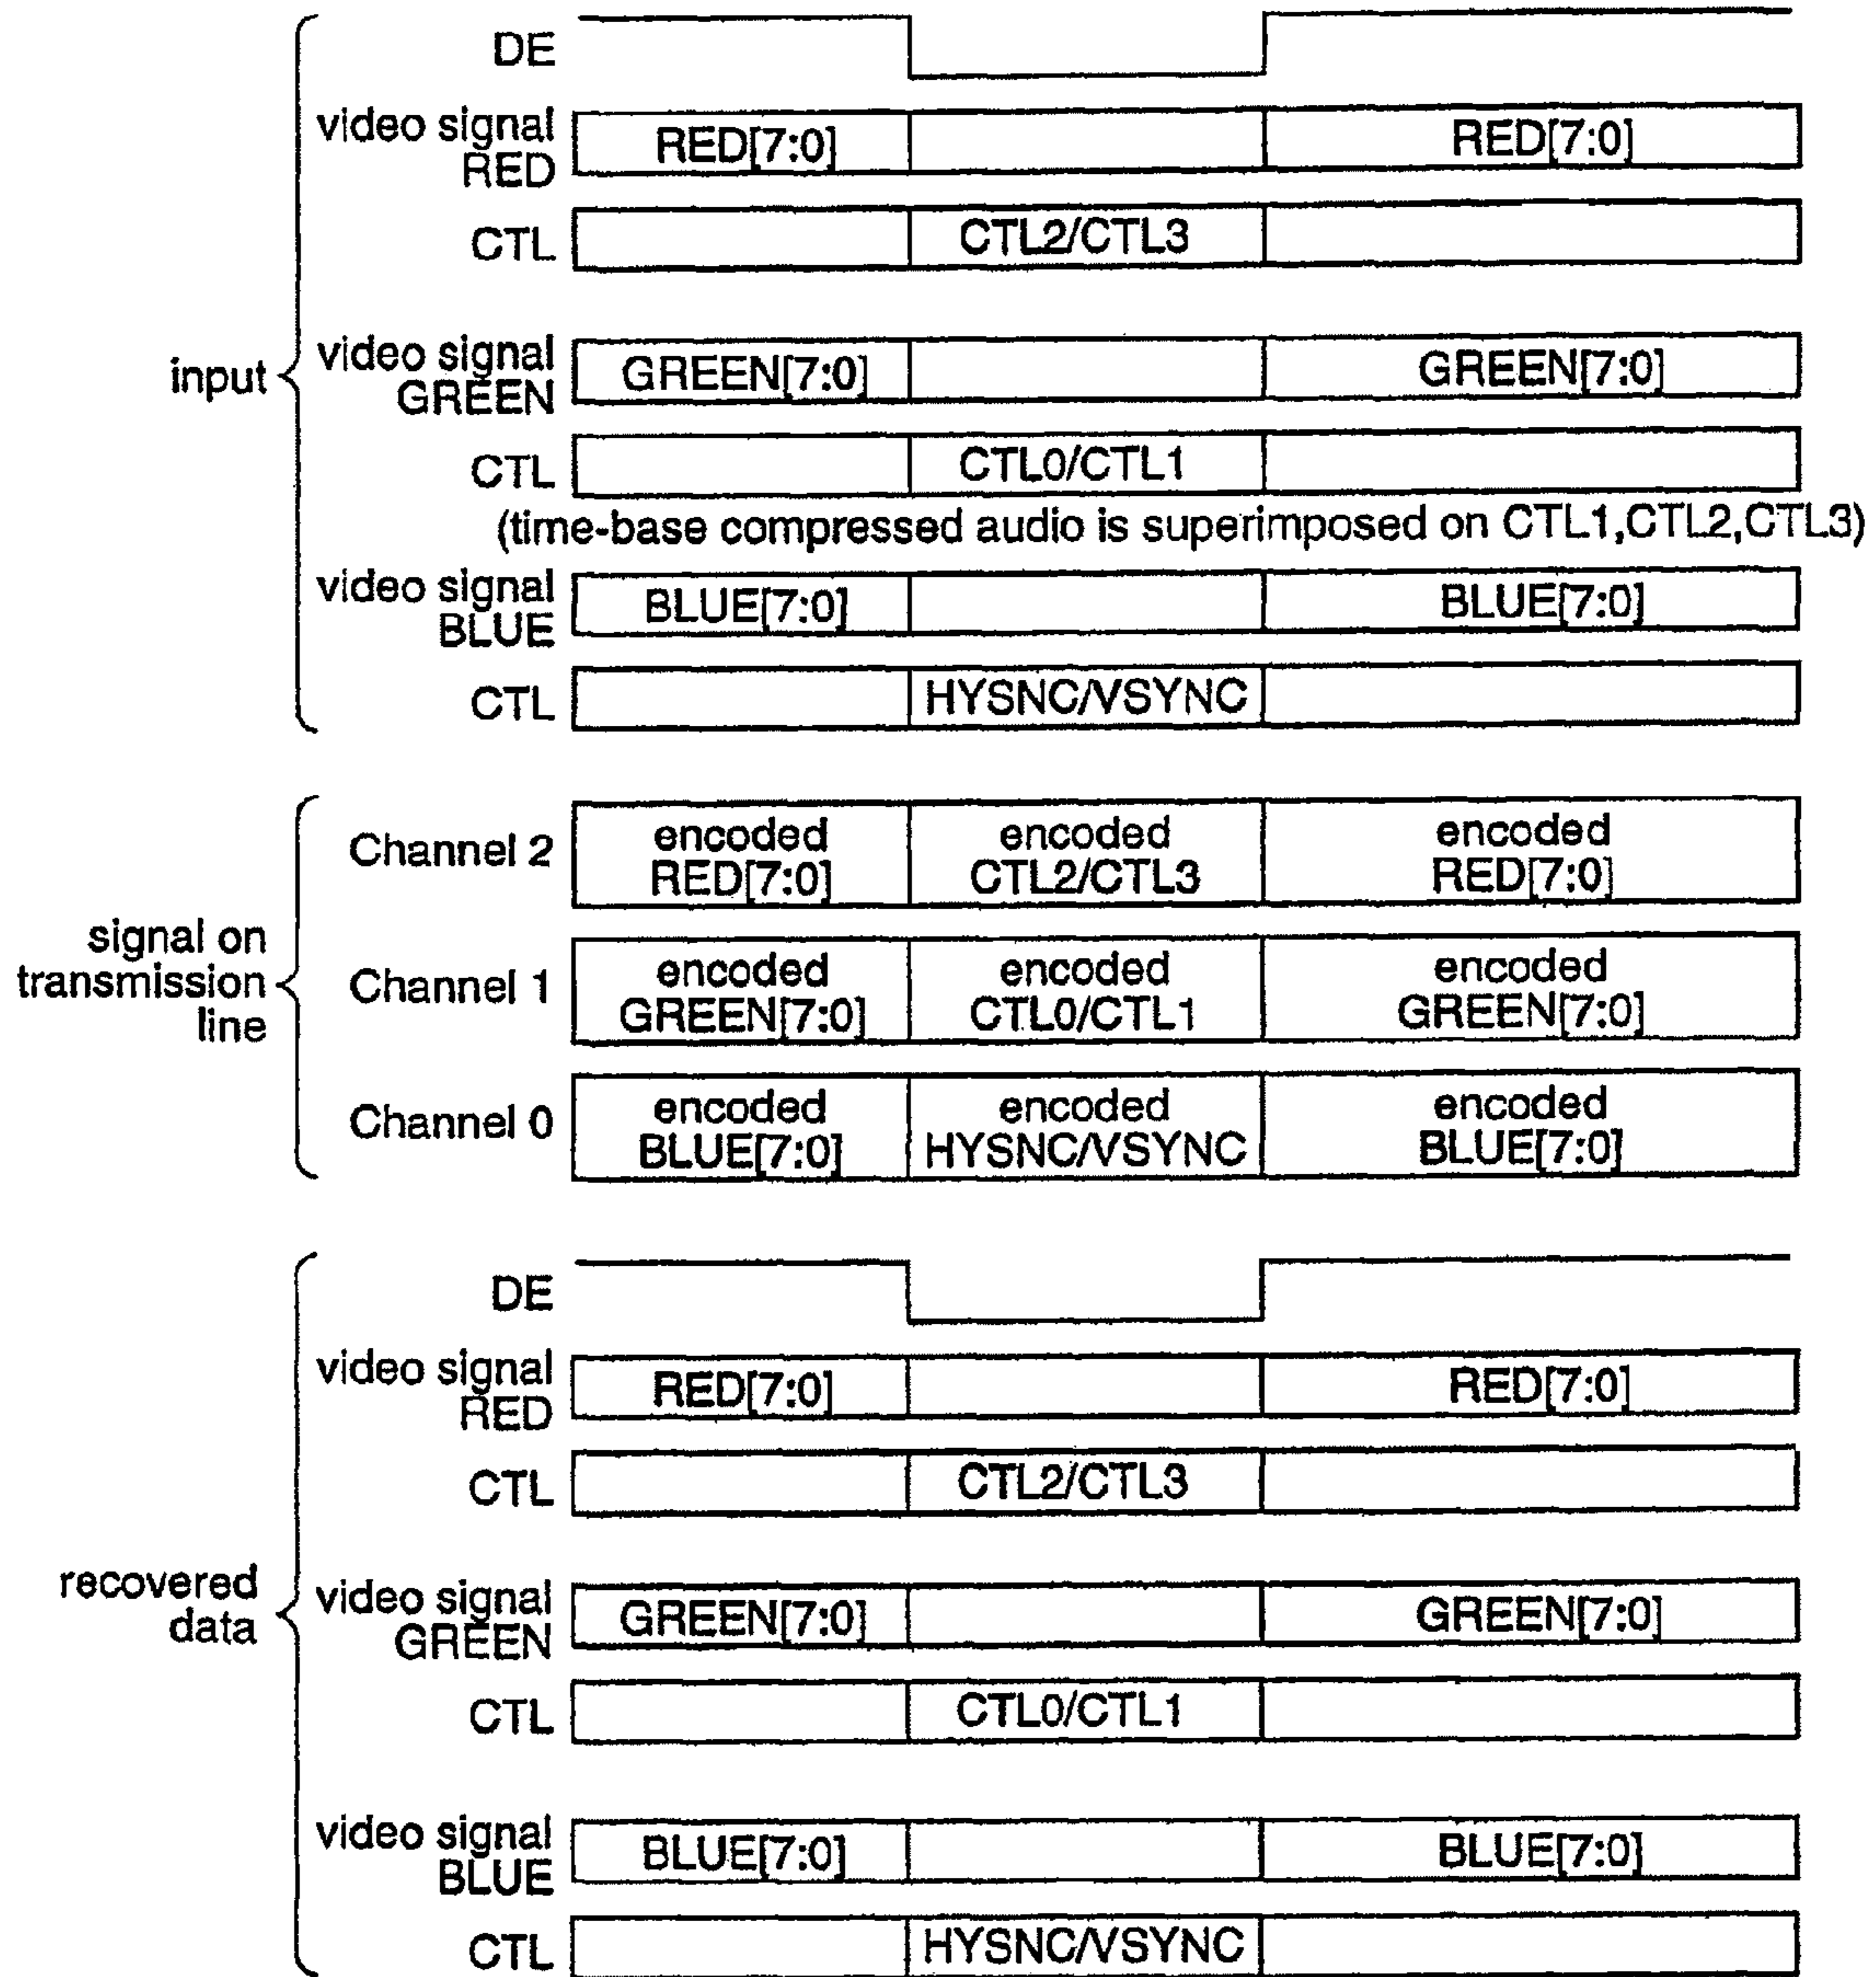 input
DE
video signal
RED
RED[7:0]
RED[7:0]
CTL
CTL2/CTL3
video signal
GREEN
GREEN[7:0]
GREEN[7:0]
CTL
CTL0/CTL1
(time-base compressed audio is superimposed on CTL1,CTL2,CTL3)
video signal
BLUE
BLUE[7:0]
BLUE[7:0]
CTL
HYSNC/VSYNC
signal on
transmission
line
Channel 2
encoded
RED[7:0]
encoded
CTL2/CTL3
encoded
RED[7:0]
Channel 1
encoded
GREEN[7:0]
encoded
CTL0/CTL1
encoded
GREEN[7:0]
Channel 0
encoded
BLUE[7:0]
encoded
HYSNC/VSYNC
encoded
BLUE[7:0]
recovered
data
DE
video signal
RED
RED[7:0]
RED[7:0]
CTL
CTL2/CTL3
video signal
GREEN
GREEN[7:0]
GREEN[7:0]
CTL
CTL0/CTL1
video signal
BLUE
BLUE[7:0]
BLUE[7:0]
CTL
HYSNC/VSYNC